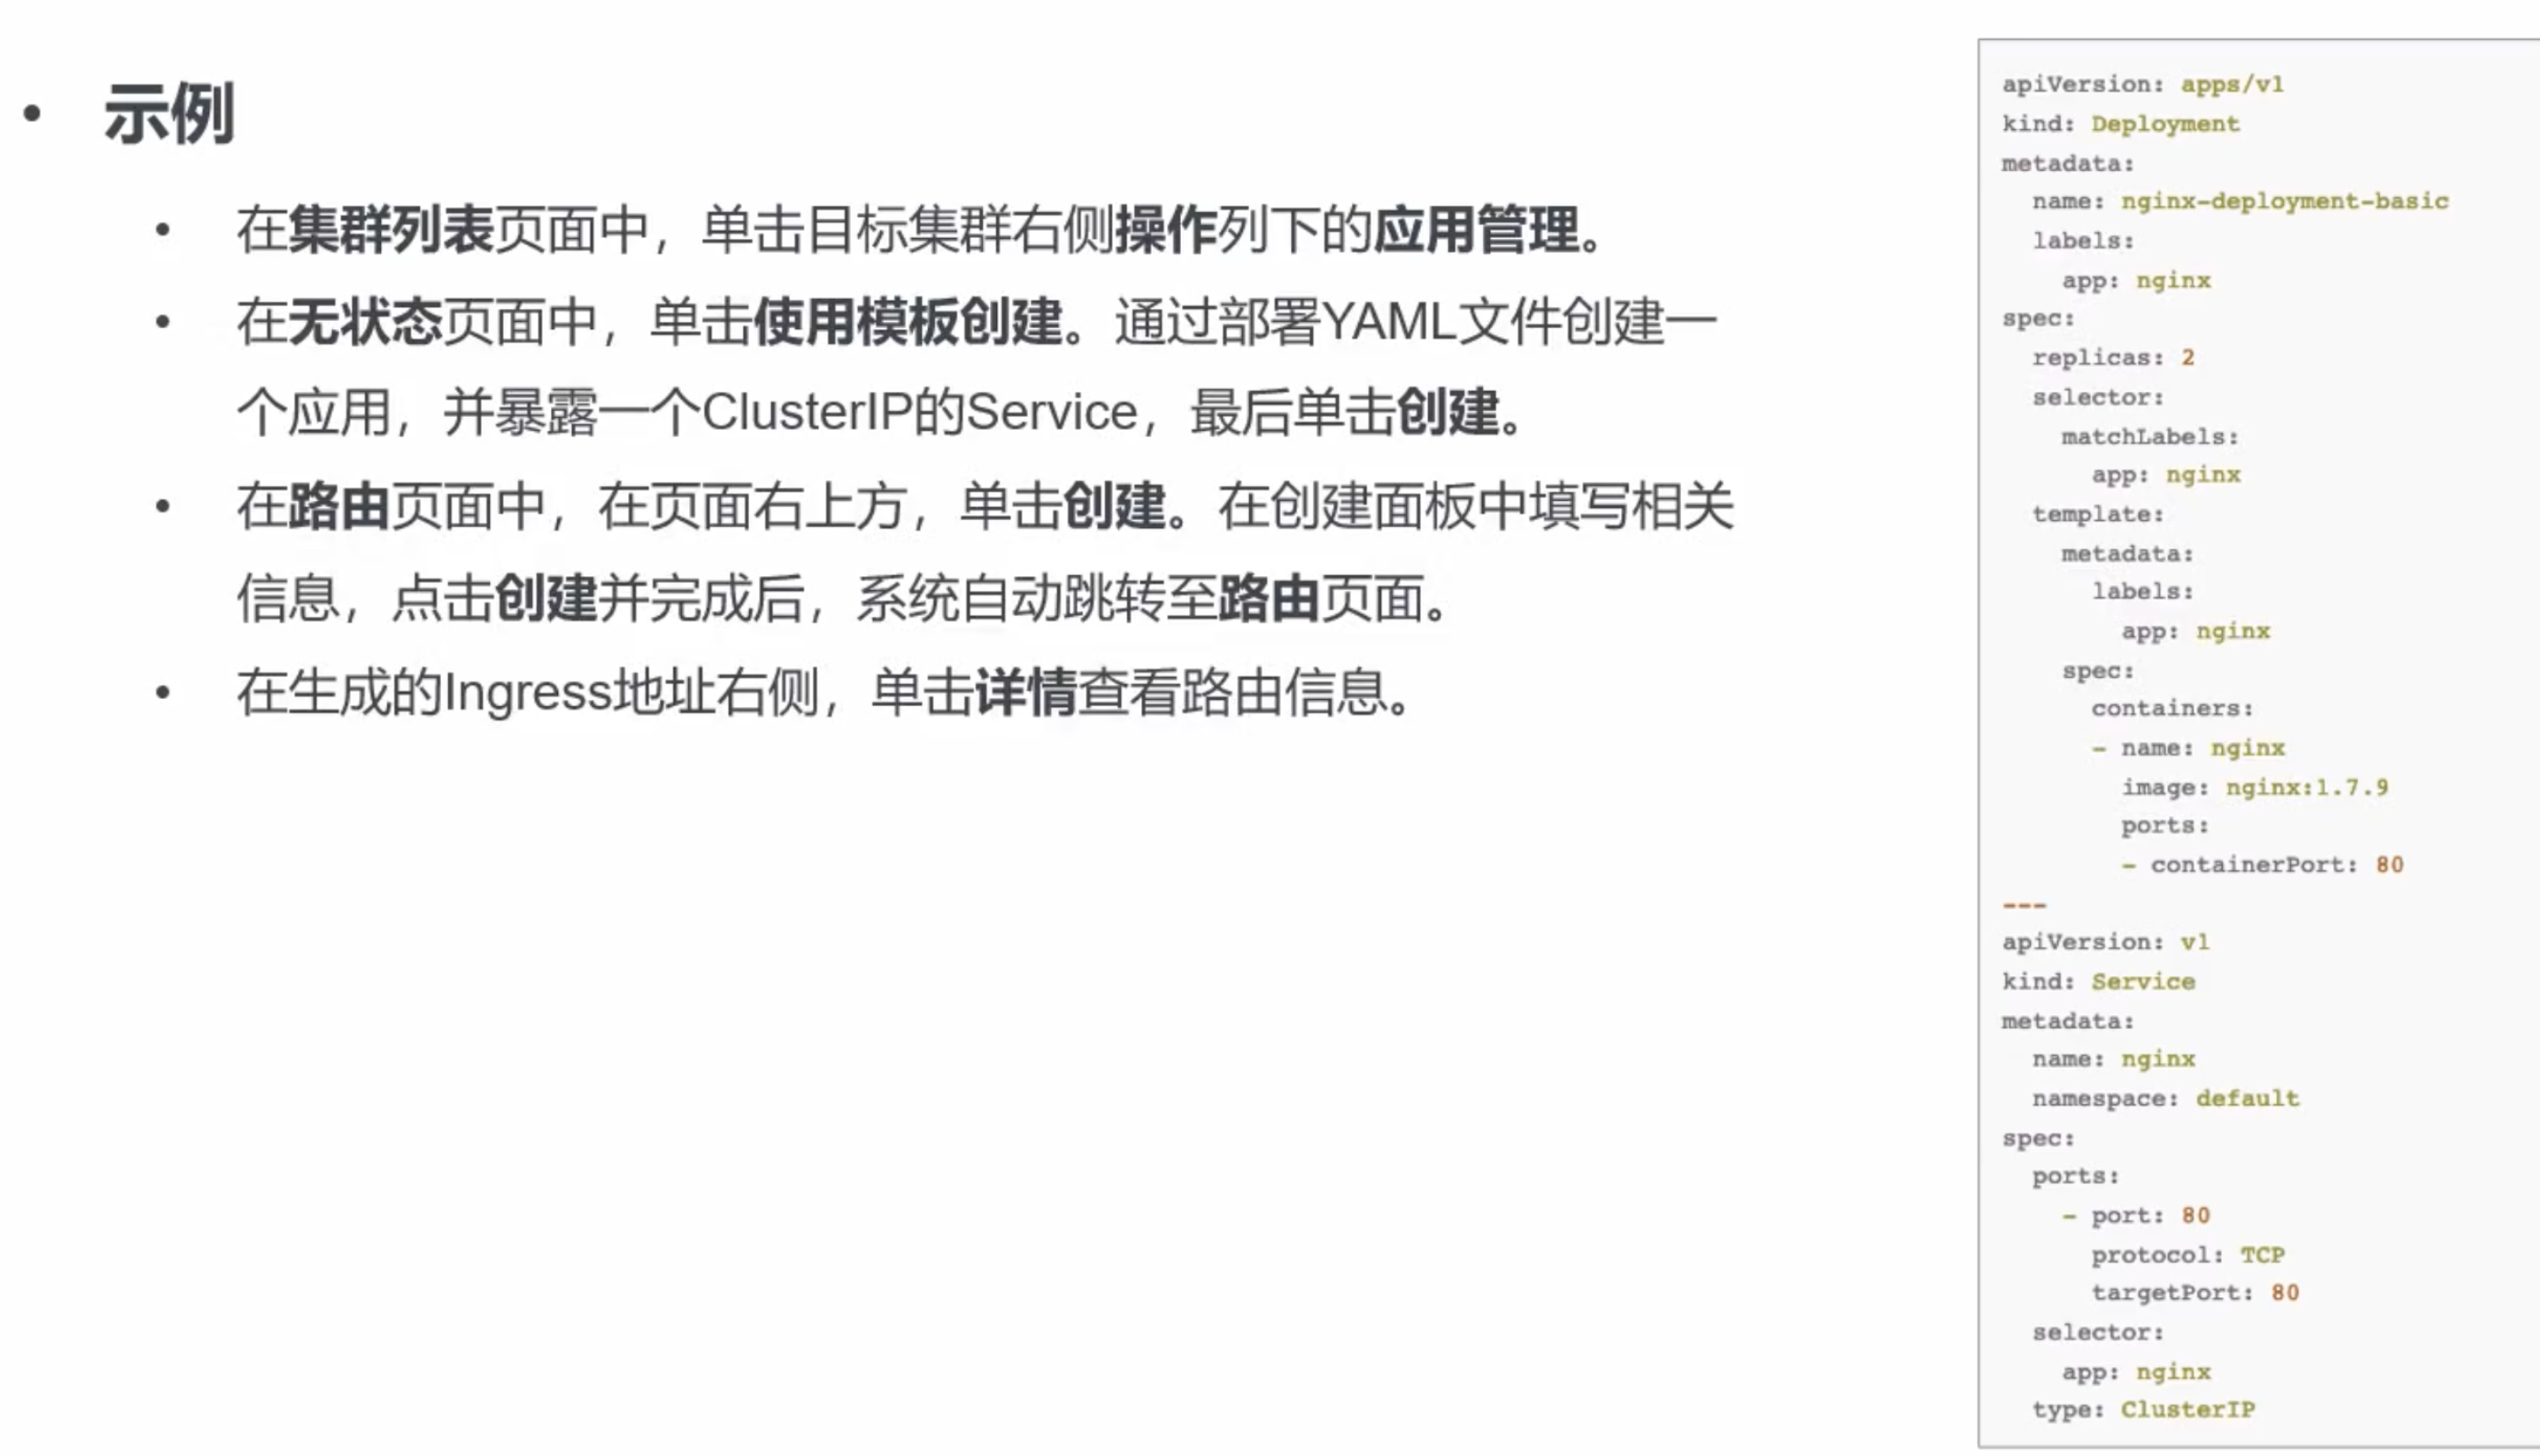 • 示例
• 在集群列表页面中，单击目标集群右侧操作列下的应用管理。
• 在无状态页面中，单击使用模板创建。通过部署YAML文件创建一
个应用，并暴露一个ClusterIP的Service，最后单击创建。
• 在路由页面中，在页面右上方，单击创建。在创建面板中填写相关
信息，点击创建并完成后，系统自动跳转至路由页面。
• 在生成的Ingress地址右侧，单击详情查看路由信息。
apiVersion: apps/v1
kind: Deployment
metadata:
  name: nginx-deployment-basic
  labels:
    app: nginx
spec:
  replicas: 2
  selector:
    matchLabels:
      app: nginx
  template:
    metadata:
      labels:
        app: nginx
    spec:
      containers:
      - name: nginx
        image: nginx:1.7.9
        ports:
        - containerPort: 80
---
apiVersion: v1
kind: Service
metadata:
  name: nginx
  namespace: default
spec:
  ports:
    - port: 80
      protocol: TCP
      targetPort: 80
  selector:
    app: nginx
  type: ClusterIP